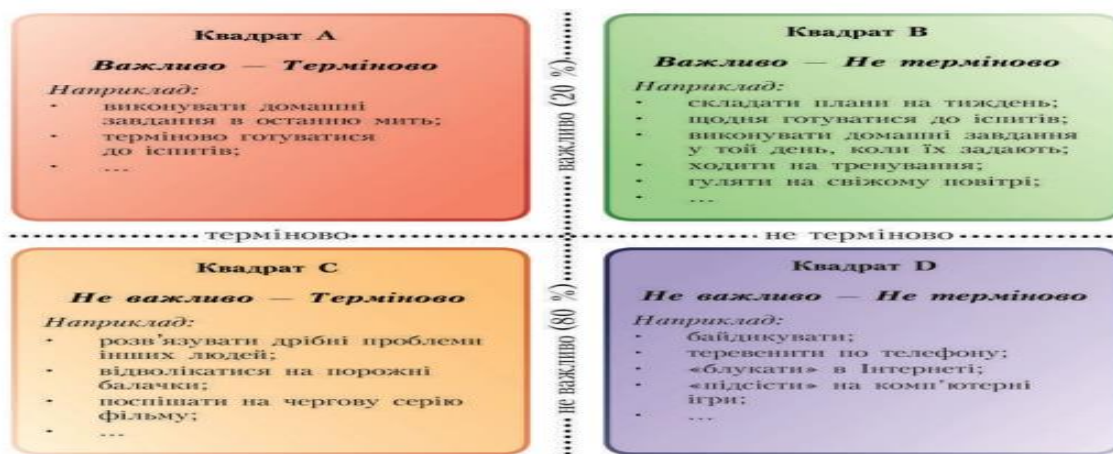 Квадрат А
Важливо — Терміново
Наприклад:
• виконувати домашні
завдання в останню мить;
• терміново готуватися
до іспитів;
• ...
важливо (20 %)
Квадрат В
Важливо — Не терміново
Наприклад:
• складати плани на тиждень;
• щодня готуватися до іспитів;
• виконувати домашні завдання
у той день, коли їх задають;
• ходити на тренування;
• гуляти на свіжому повітрі;
• ...
терміново
не терміново
Квадрат С
Не важливо — Терміново
Наприклад:
• розв'язувати дрібні проблеми
інших людей;
• відволікатися на порожні
балачки;
• поспішати на чергову серію
фільму;
• ...
не важливо (80 %)
Квадрат D
Не важливо — Не терміново
Наприклад:
• байдикувати;
• теревенити по телефону;
• «блукати» в Інтернеті;
• «підсісти» на комп'ютерні
ігри;
• ...